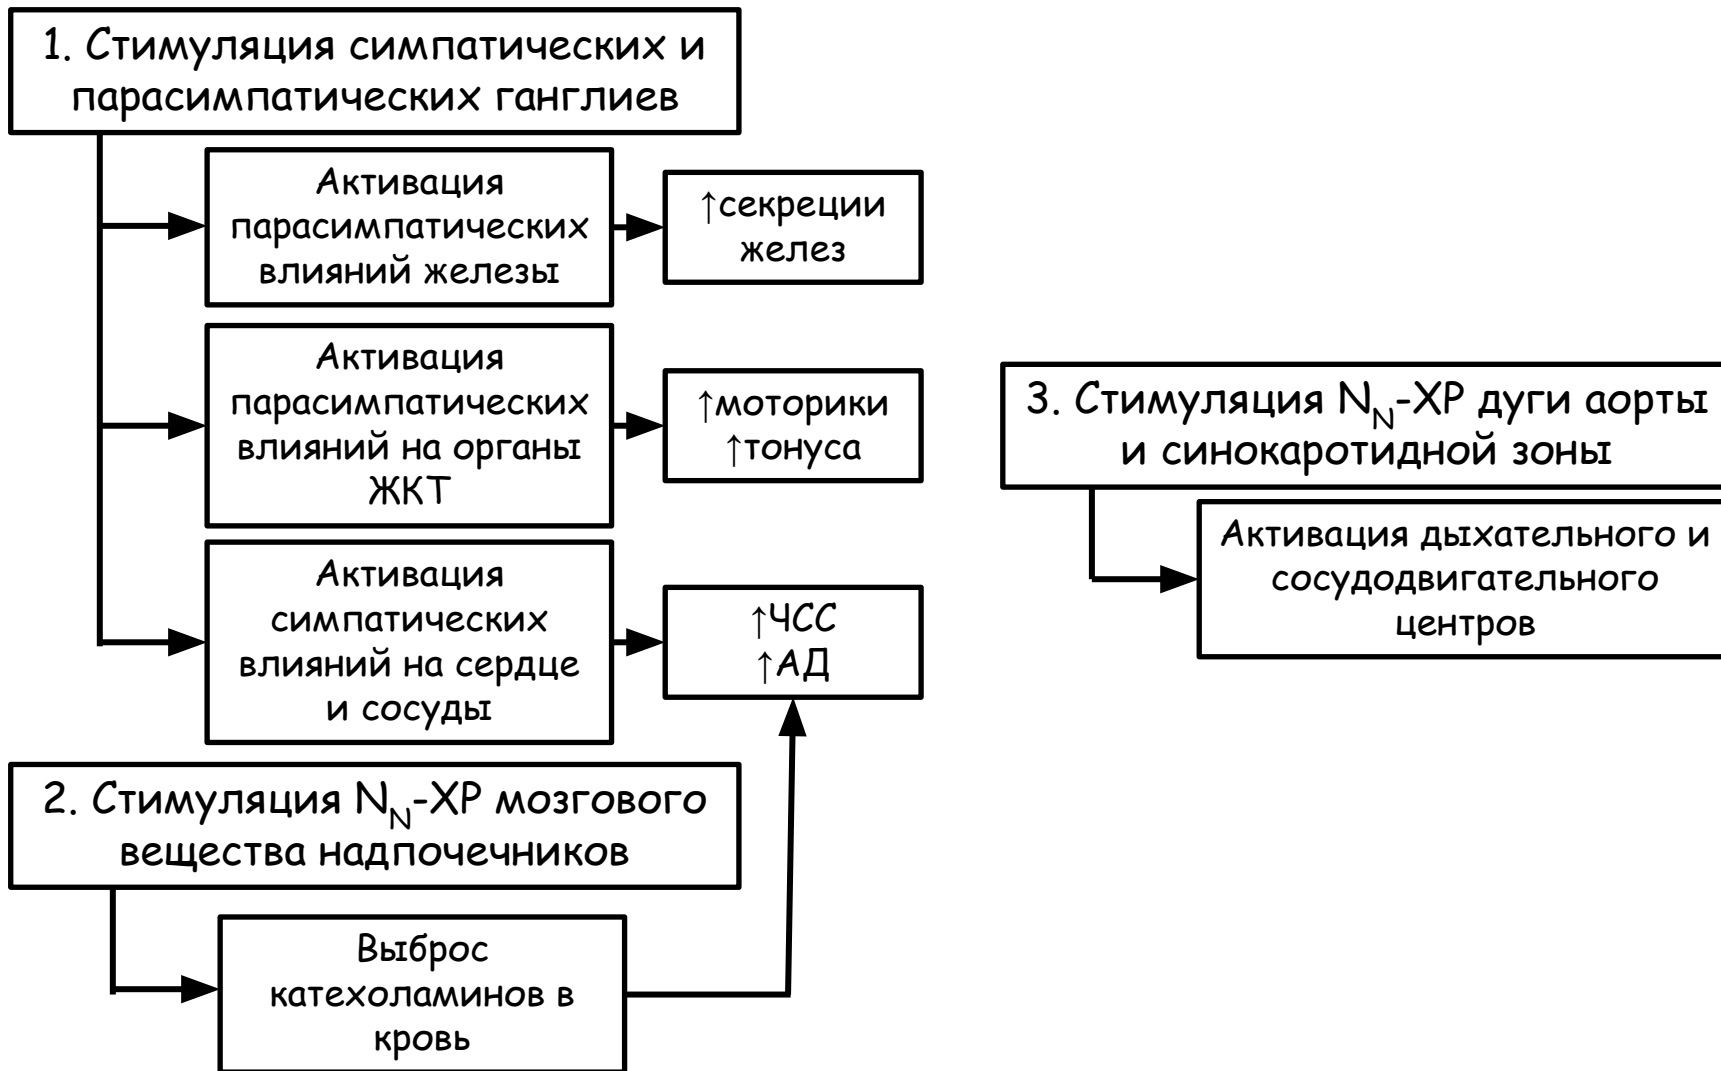 1. Стимуляция симпатических и
парасимпатических ганглиев
Активация
парасимпатических
влияний железы
↑секреции
желез
Активация
парасимпатических
влияний на органы
ЖКТ
↑моторики
↑тонуса
Активация
симпатических
влияний на сердце
и сосуды
↑ЧСС
↑АД
2. Стимуляция N_N-ХР мозгового
вещества надпочечников
Выброс
катехоламинов в
кровь
3. Стимуляция N_N-ХР дуги аорты
и синокаротидной зоны
Активация дыхательного и
сосудодвигательного
центров